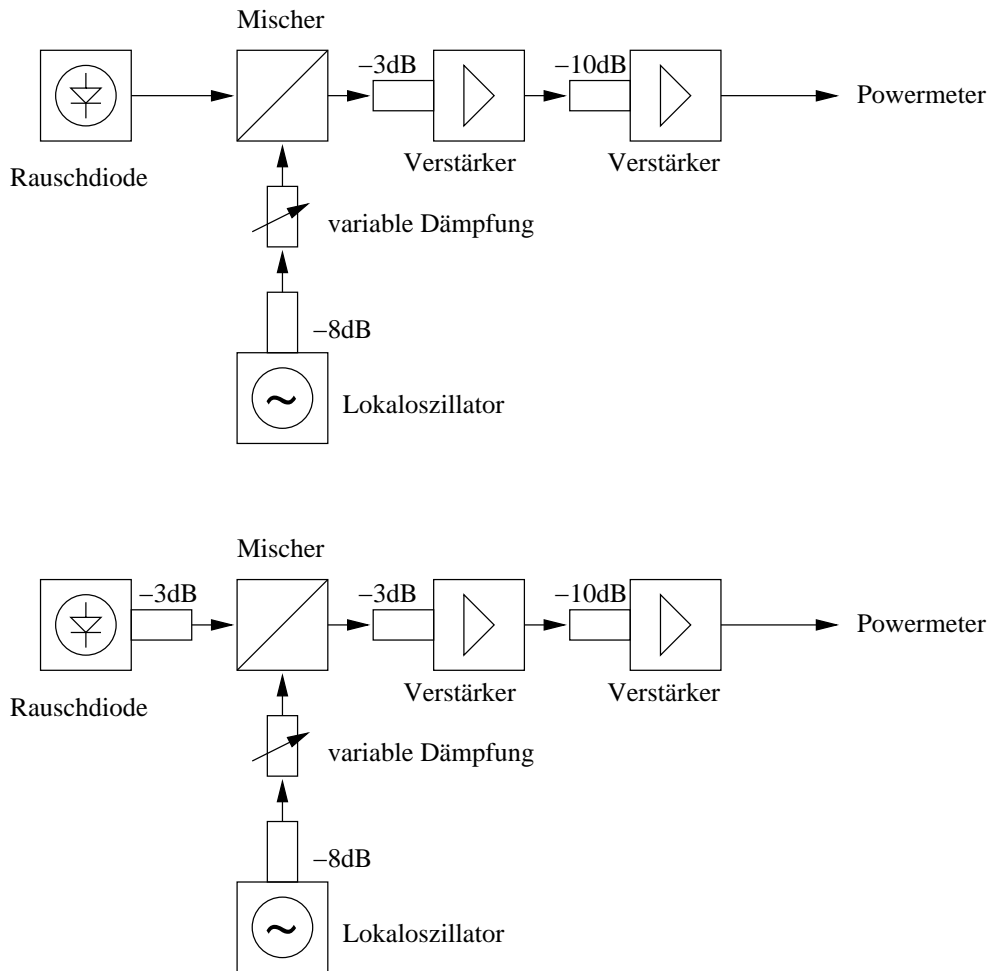 Mischer
−3dB
−10dB
Powermeter
Rauschdiode
Verstärker
Verstärker
variable Dämpfung
−8dB
~
Lokaloszillator
Mischer
−3dB
−3dB
−10dB
Powermeter
Rauschdiode
Verstärker
Verstärker
variable Dämpfung
−8dB
~
Lokaloszillator